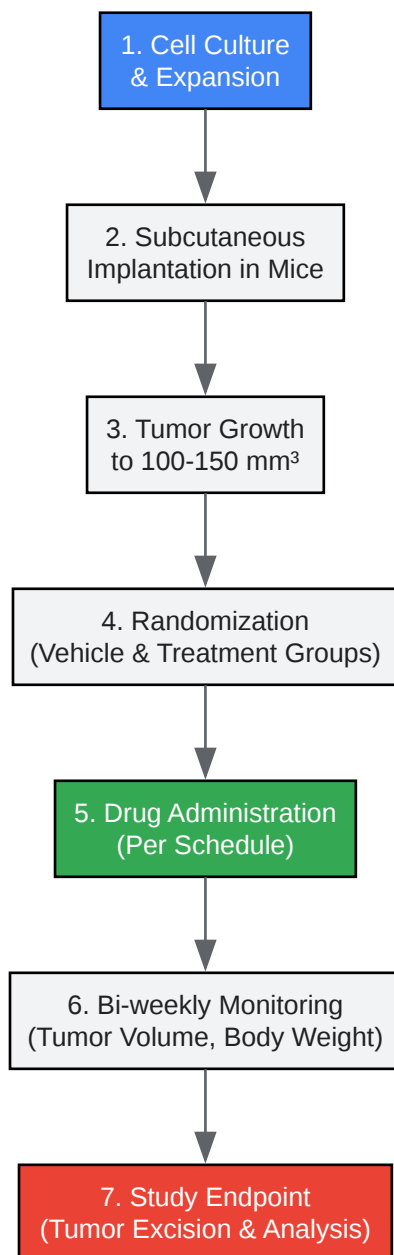 1. Cell Culture
& Expansion
2. Subcutaneous
Implantation in Mice
3. Tumor Growth
to 100-150 mm³
4. Randomization
(Vehicle & Treatment Groups)
5. Drug Administration
(Per Schedule)
6. Bi-weekly Monitoring
(Tumor Volume, Body Weight)
7. Study Endpoint
(Tumor Excision & Analysis)